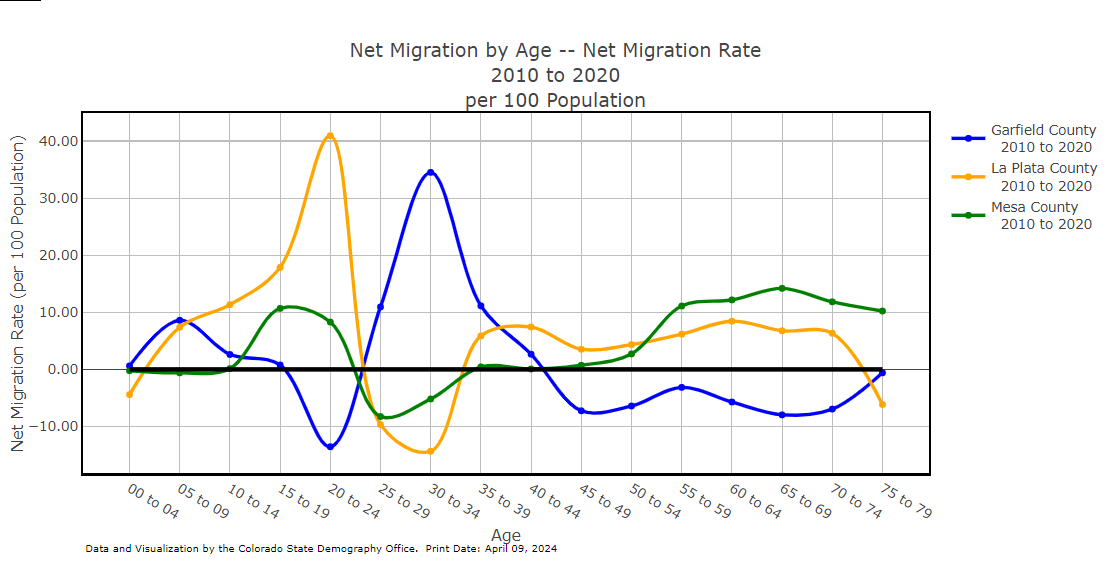 Net Migration by Age -- Net Migration Rate
2010 to 2020
per 100 Population
Net Migration Rate (per 100 Population)
40.00
30.00
20.00
10.00
0.00
−10.00
00 to 04
05 to 09
10 to 14
15 to 19
20 to 24
25 to 29
30 to 34
35 to 39
40 to 44
45 to 49
50 to 54
55 to 59
60 to 64
65 to 69
70 to 74
75 to 79
Age
Garfield County
2010 to 2020
La Plata County
2010 to 2020
Mesa County
2010 to 2020
Data and Visualization by the Colorado State Demography Office.  Print Date: April 09, 2024